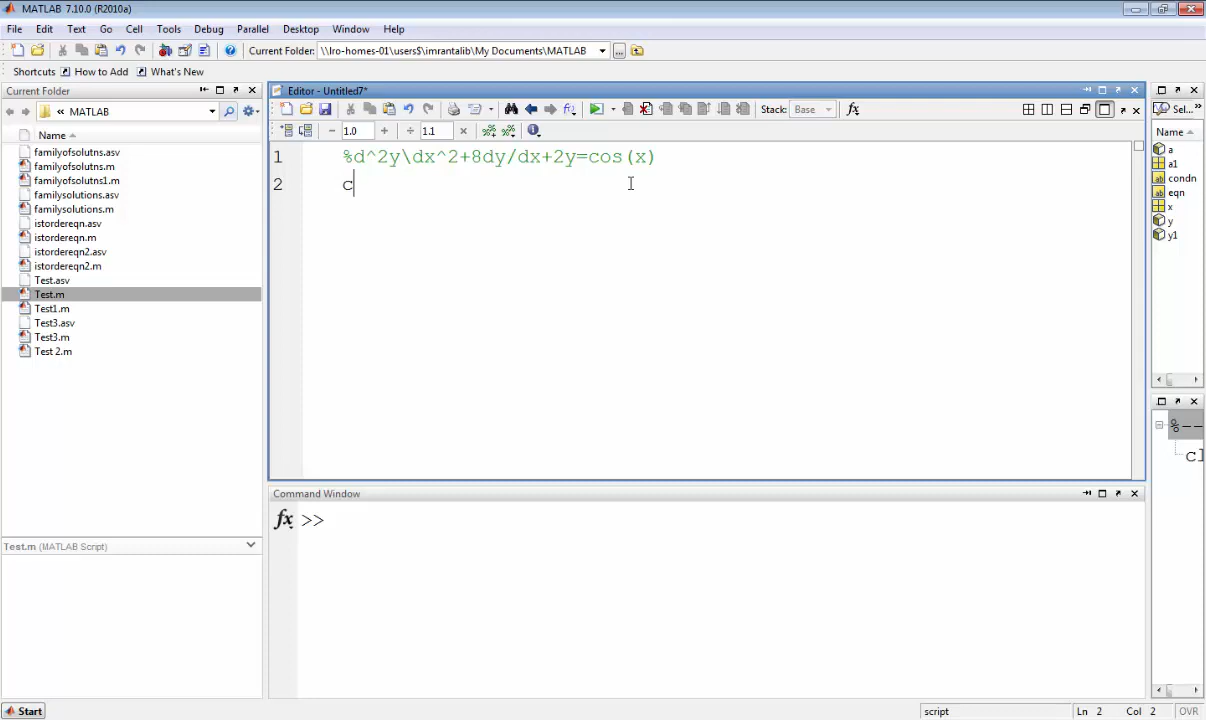 MATLAB 7.10.0 (R2010a)
File Edit Text Go Cell Tools Debug Parallel Desktop Window Help
Current Folder: \\lro-homes-01\users$\imrantalib\My Documents\MATLAB
Shortcuts How to Add What's New
Current Folder
« MATLAB
Name
familyofsolutns.asv
familyofsolutns.m
familyofsolutns1.m
familysolutions.asv
familysolutions.m
istordereqn.asv
istordereqn.m
istordereqn2.asv
istordereqn2.m
Test.asv
Test.m
Test1.m
Test3.asv
Test3.m
Test 2.m
Test.m (MATLAB Script)
Start
Editor - Untitled7*
Stack: Base fx
1.0 1.1
1 %d^2y\dx^2+8dy/dx+2y=cos(x)
2 c
Command Window
fx >>
Sel... »
Name
a
a1
condn
eqn
x
y
y1
%--
cl
script Ln 2 Col 2 OVR